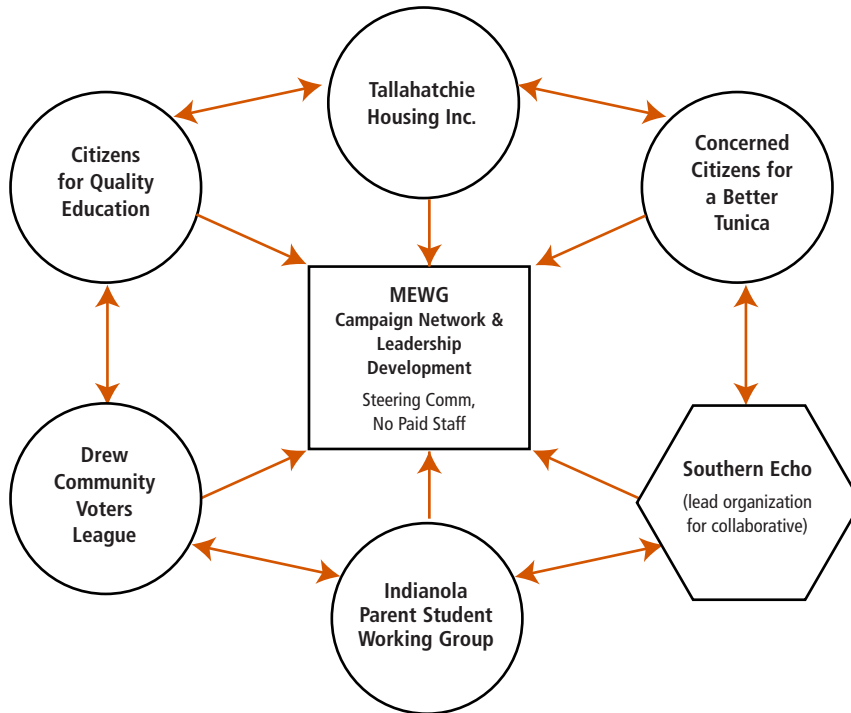 Tallahatchie
Housing Inc.
Citizens
for Quality
Education
Concerned
Citizens for
a Better
Tunica
MEWG
Campaign Network &
Leadership
Development
Steering Comm,
No Paid Staff
Drew
Community
Voters
League
Southern Echo
(lead organization
for collaborative)
Indianola
Parent Student
Working Group